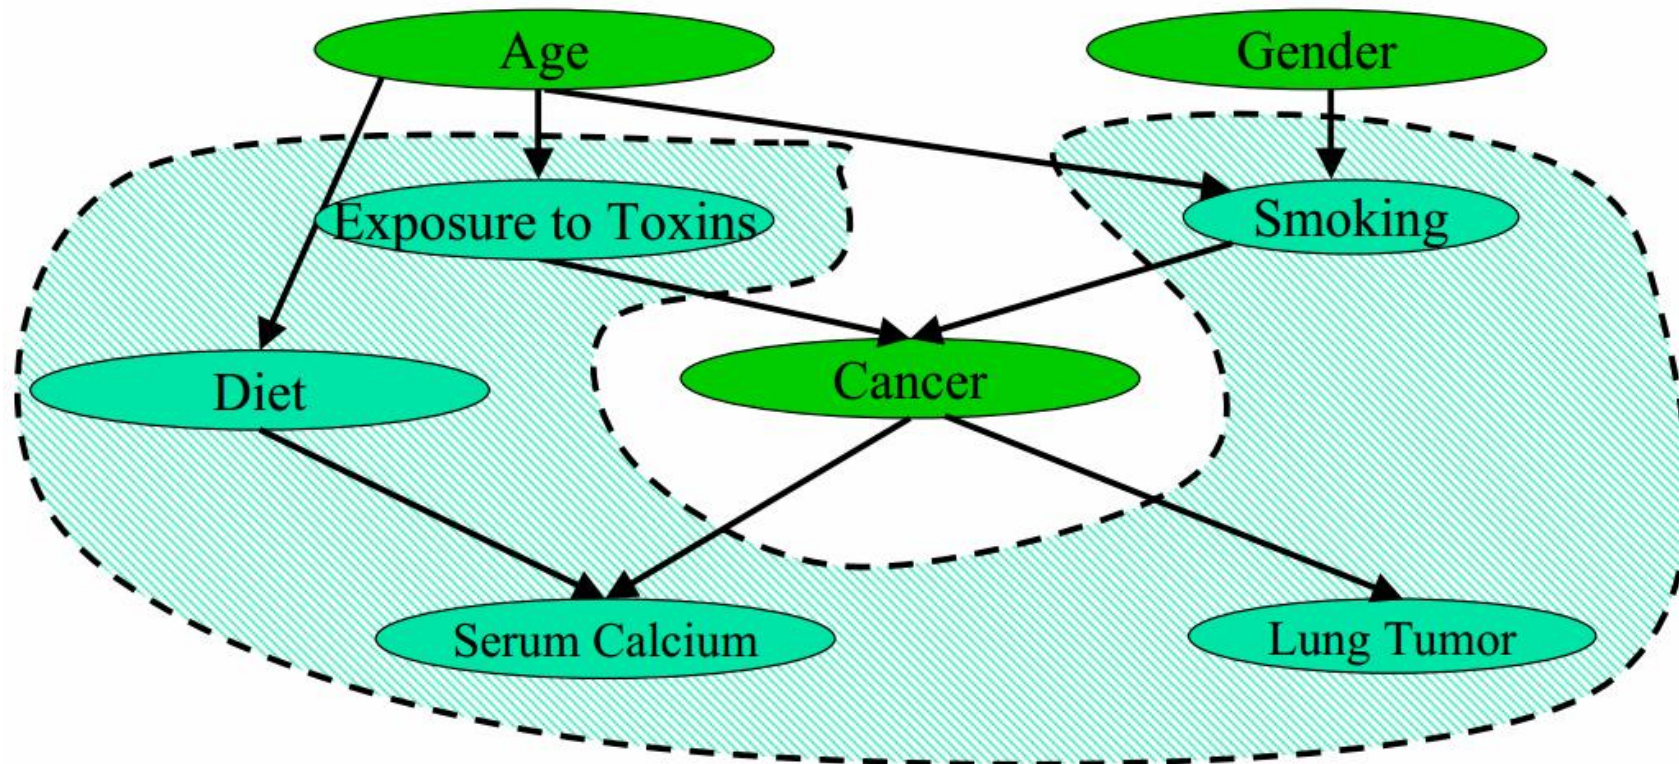 Age
Gender
Exposure to Toxins
Smoking
Diet
Cancer
Serum Calcium
Lung Tumor